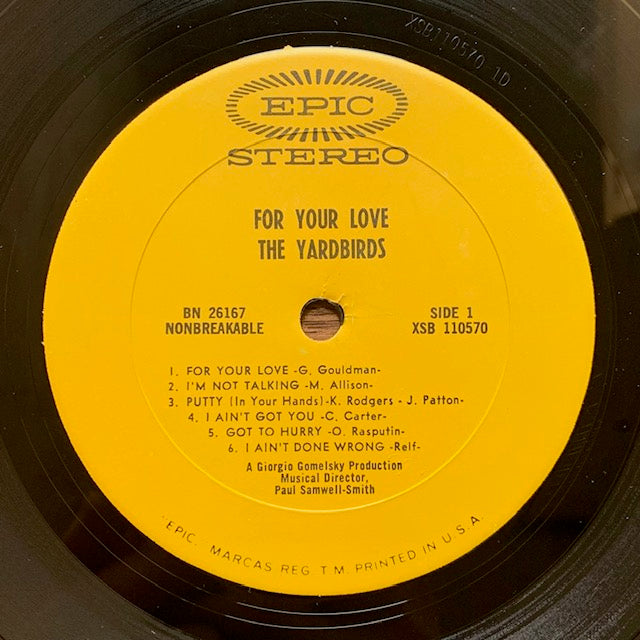 XSB110570 1D
EPIC
STEREO
FOR YOUR LOVE
THE YARDBIRDS
BN 26167
NONBREAKABLE
SIDE 1
XSB 110570
1. FOR YOUR LOVE -G. Gouldman-
2. I'M NOT TALKING -M. Allison-
3. PUTTY (In Your Hands)-K. Rodgers - J. Patton-
4. I AIN'T GOT YOU -C. Carter-
5. GOT TO HURRY -O. Rasputin-
6. I AIN'T DONE WRONG -Relf-
A Giorgio Gomelsky Production
Musical Director,
Paul Samwell-Smith
"EPIC". MARCAS REG. T.M. PRINTED IN U.S.A.